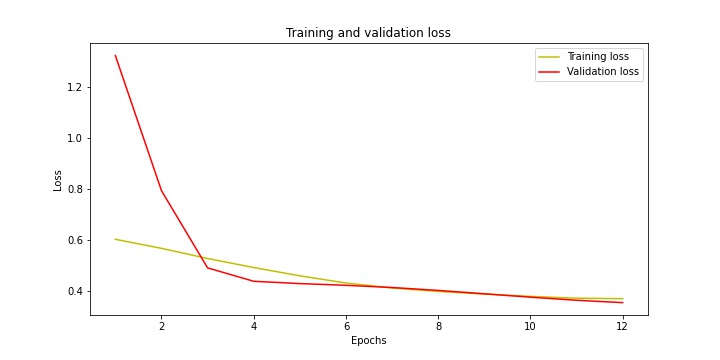 Training and validation loss
Training loss
Validation loss
1.2
1.0
0.8
0.6
0.4
Loss
2
4
6
8
10
12
Epochs